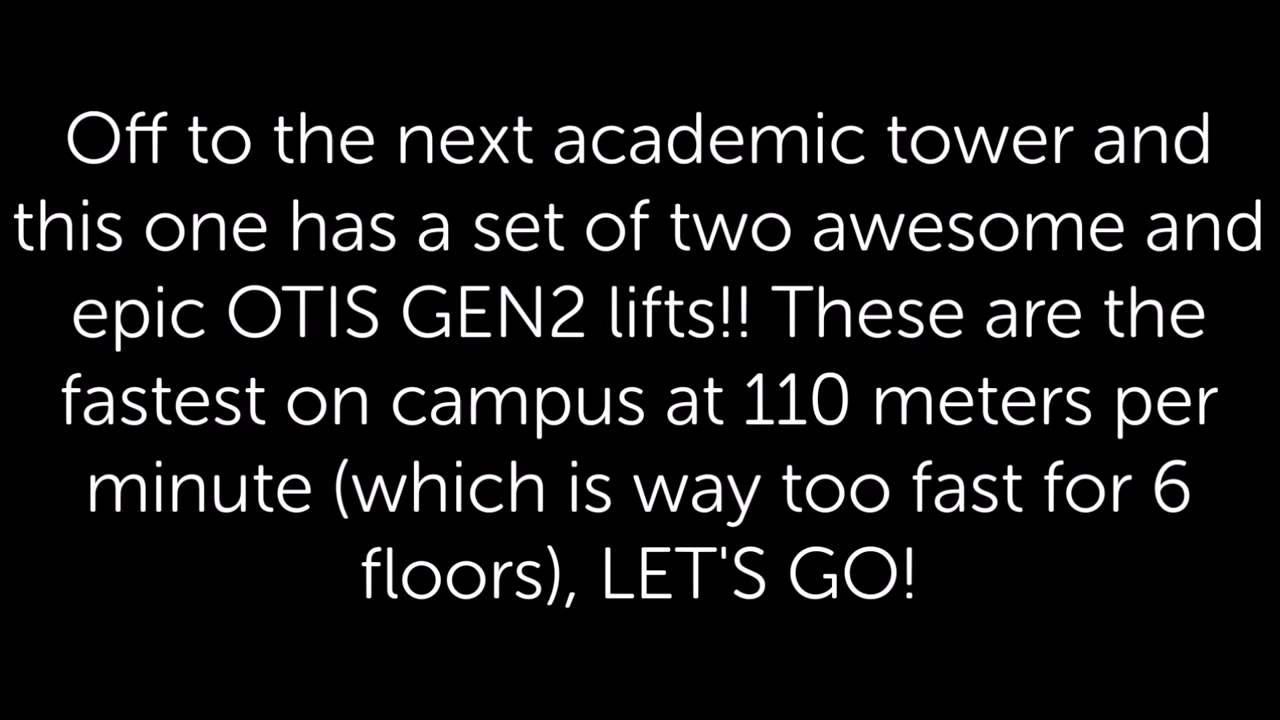 Off to the next academic tower and
this one has a set of two awesome and
epic OTIS GEN2 lifts!! These are the
fastest on campus at 110 meters per
minute (which is way too fast for 6
floors), LET'S GO!